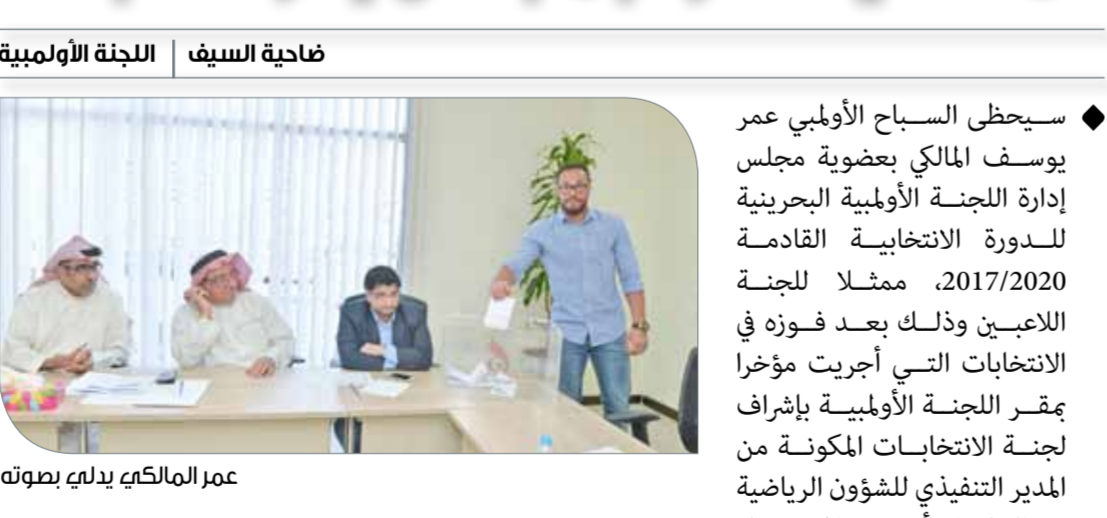 ضاحية السيف | اللجنة الأولمبية
◆ سيحظى السباح الأولمبي عمر
يوسف المالكي بعضوية مجلس
إدارة اللجنة الأولمبية البحرينية
للدورة الانتخابية القادمة
2017/2020، ممثلا للجنة
اللاعبين وذلك بعد فوزه في
الانتخابات التي أجريت مؤخرا
بمقر اللجنة الأولمبية بإشراف
لجنة الانتخابات المكونة من
المدير التنفيذي للشؤون الرياضية
عمر المالكي يدلي بصوته